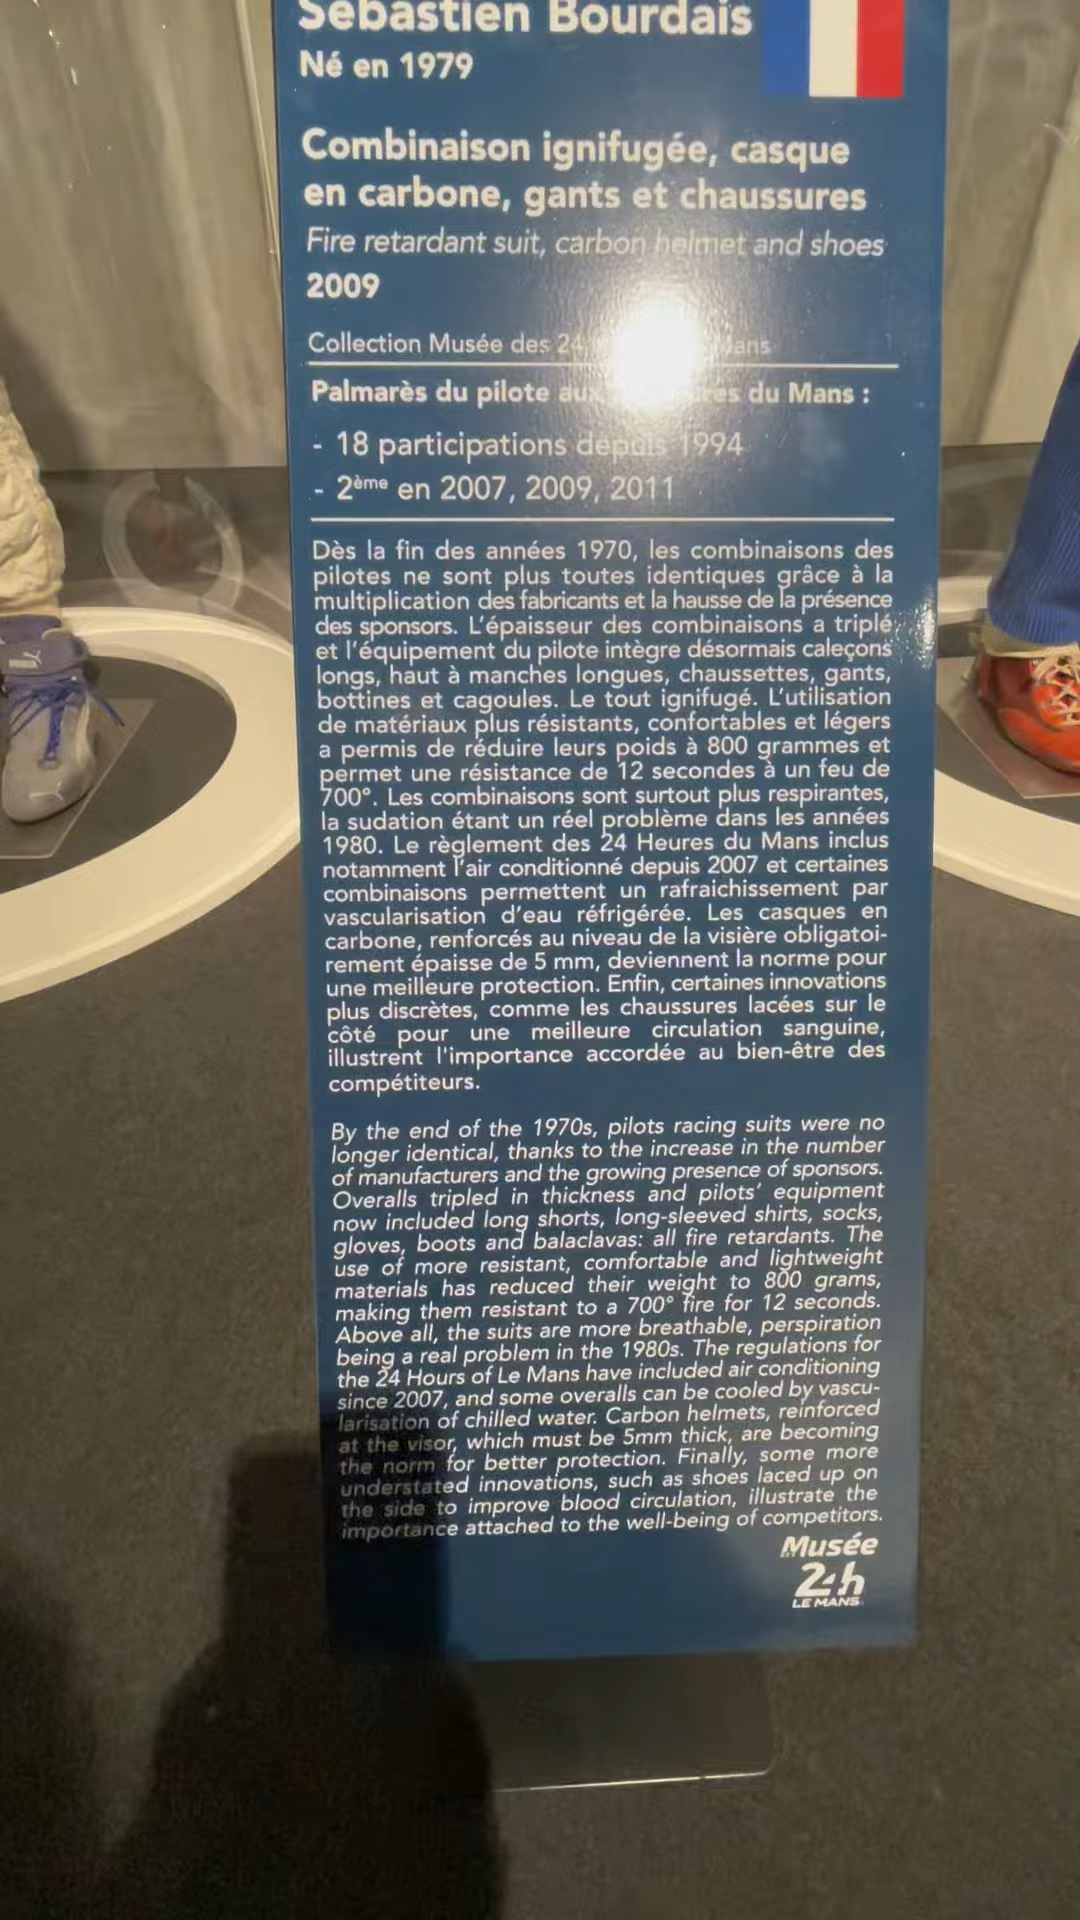 Sébastien Bourdais
Né en 1979
Combinaison ignifugée, casque
en carbone, gants et chaussures
Fire retardant suit, carbon helmet and shoes
2009
Collection Musée des 24 Mans
Palmarès du pilote aux du Mans :
- 18 participations depuis 1994
- 2ème en 2007, 2009, 2011
Dès la fin des années 1970, les combinaisons des
pilotes ne sont plus toutes identiques grâce à la
multiplication des fabricants et la hausse de la présence
des sponsors. L'épaisseur des combinaisons a triplé
et l'équipement du pilote intègre désormais caleçons
longs, haut à manches longues, chaussettes, gants,
bottines et cagoules. Le tout ignifugé. L'utilisation
de matériaux plus résistants, confortables et légers
a permis de réduire leurs poids à 800 grammes et
permet une résistance de 12 secondes à un feu de
700°. Les combinaisons sont surtout plus respirantes,
la sudation étant un réel problème dans les années
1980. Le règlement des 24 Heures du Mans inclus
notamment l'air conditionné depuis 2007 et certaines
combinaisons permettent un rafraichissement par
vascularisation d'eau réfrigérée. Les casques en
carbone, renforcés au niveau de la visière obligatoi-
rement épaisse de 5 mm, deviennent la norme pour
une meilleure protection. Enfin, certaines innovations
plus discrètes, comme les chaussures lacées sur le
côté pour une meilleure circulation sanguine,
illustrent l'importance accordée au bien-être des
compétiteurs.
By the end of the 1970s, pilots racing suits were no
longer identical, thanks to the increase in the number
of manufacturers and the growing presence of sponsors.
Overalls tripled in thickness and pilots' equipment
now included long shorts, long-sleeved shirts, socks,
gloves, boots and balaclavas: all fire retardants. The
use of more resistant, comfortable and lightweight
materials has reduced their weight to 800 grams,
making them resistant to a 700° fire for 12 seconds.
Above all, the suits are more breathable, perspiration
being a real problem in the 1980s. The regulations for
the 24 Hours of Le Mans have included air conditioning
since 2007, and some overalls can be cooled by vascu-
larisation of chilled water. Carbon helmets, reinforced
at the visor, which must be 5mm thick, are becoming
the norm for better protection. Finally, some more
understated innovations, such as shoes laced up on
the side to improve blood circulation, illustrate the
importance attached to the well-being of competitors.
Musée
24h
LE MANS